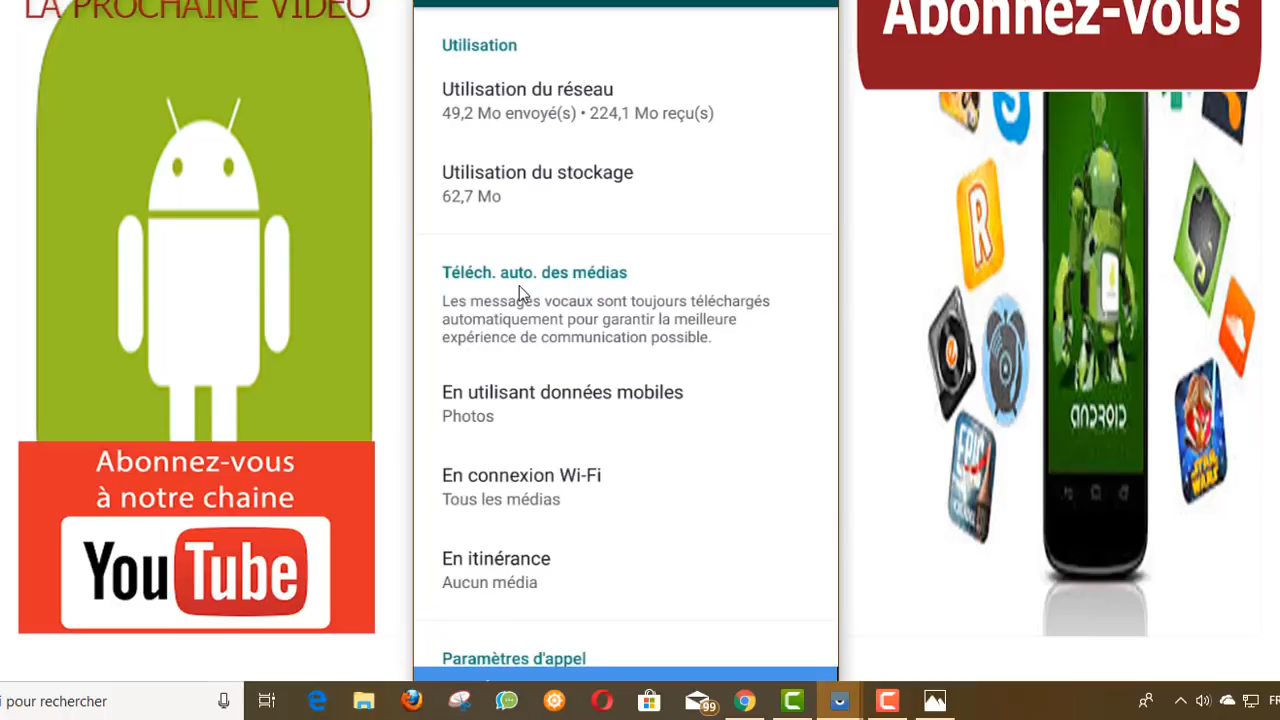 LA PROCHAINE VIDEO
Abonnez-vous
à notre chaine
YouTube
Utilisation
Utilisation du réseau
49,2 Mo envoyé(s) • 224,1 Mo reçu(s)
Utilisation du stockage
62,7 Mo
Téléch. auto. des médias
Les messages vocaux sont toujours téléchargés
automatiquement pour garantir la meilleure
expérience de communication possible.
En utilisant données mobiles
Photos
En connexion Wi-Fi
Tous les médias
En itinérance
Aucun média
Paramètres d'appel
Abonnez-vous
R
EPIC
STAR
WARS
ANDROID
i pour rechercher
99
FR